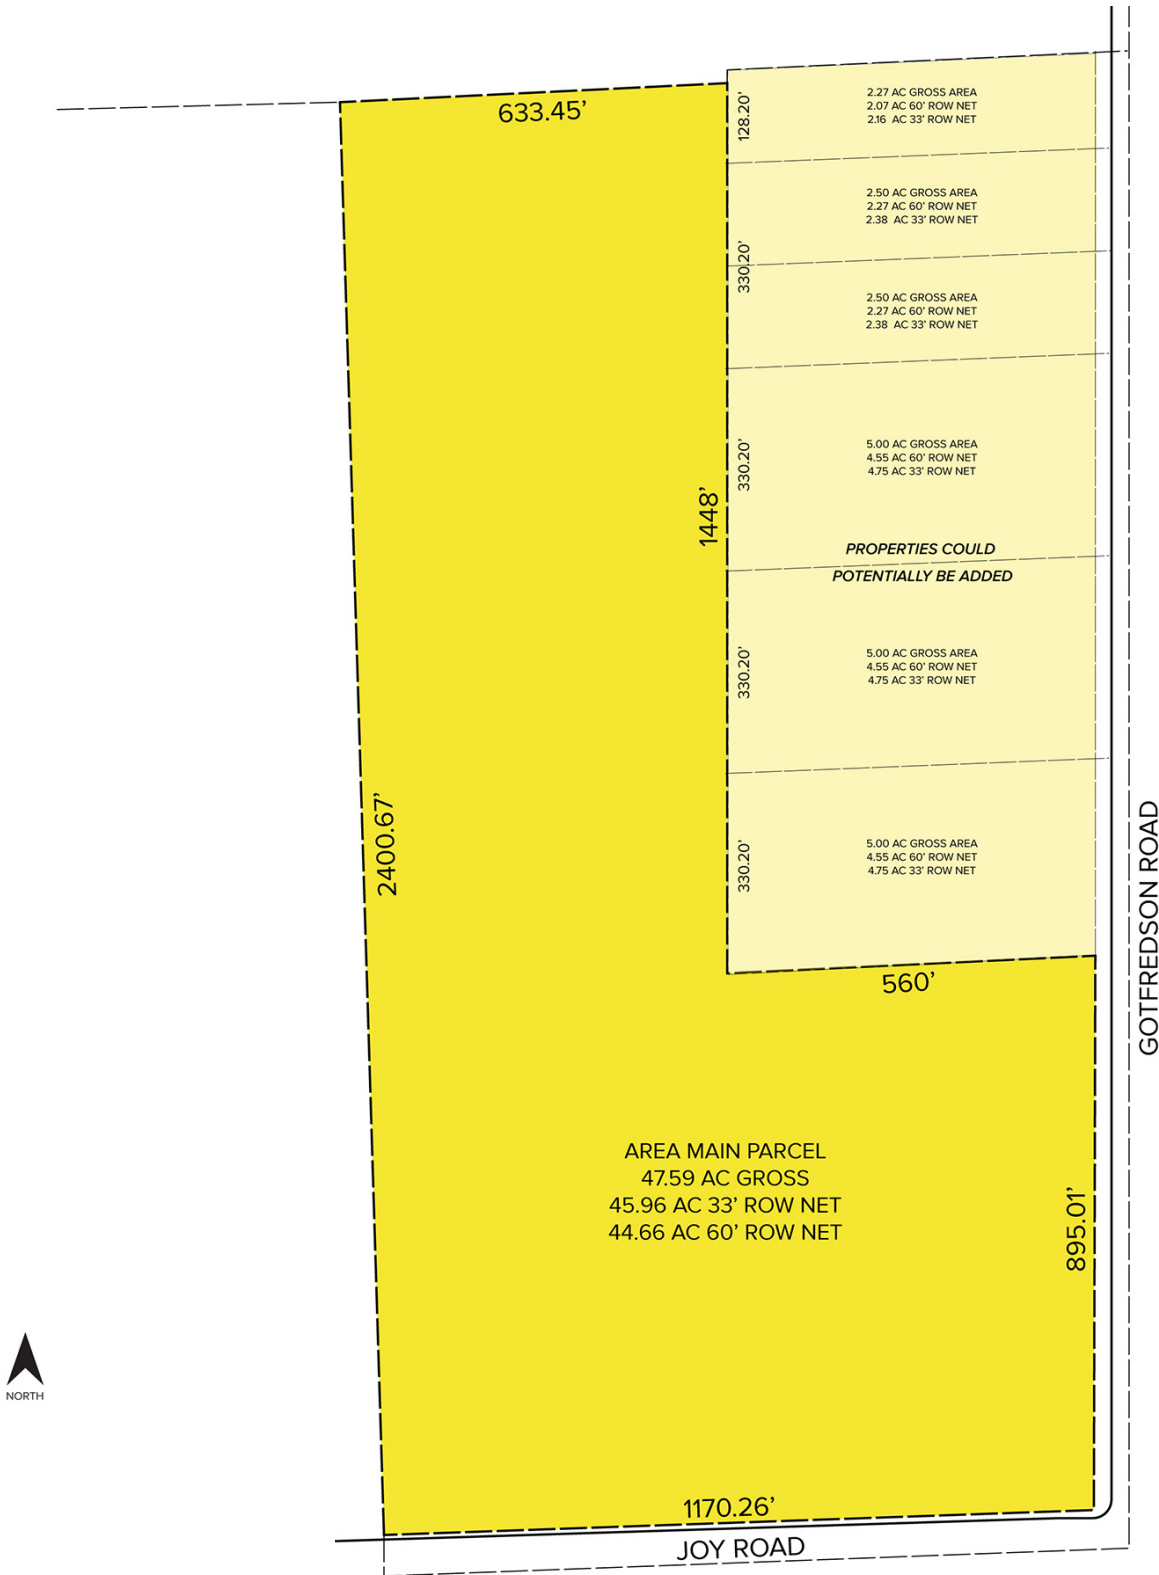 633.45’
128.20’
2.27 AC GROSS AREA
2.07 AC 60’ ROW NET
2.16 AC 33’ ROW NET
330.20’
2.50 AC GROSS AREA
2.27 AC 60’ ROW NET
2.38 AC 33’ ROW NET
2.50 AC GROSS AREA
2.27 AC 60’ ROW NET
2.38 AC 33’ ROW NET
330.20’
5.00 AC GROSS AREA
4.55 AC 60’ ROW NET
4.75 AC 33’ ROW NET
1448’
PROPERTIES COULD
POTENTIALLY BE ADDED
330.20’
5.00 AC GROSS AREA
4.55 AC 60’ ROW NET
4.75 AC 33’ ROW NET
2400.67’
330.20’
5.00 AC GROSS AREA
4.55 AC 60’ ROW NET
4.75 AC 33’ ROW NET
GOTFREDSON ROAD
560’
AREA MAIN PARCEL
47.59 AC GROSS
45.96 AC 33’ ROW NET
44.66 AC 60’ ROW NET
895.01’
NORTH
1170.26’
JOY ROAD